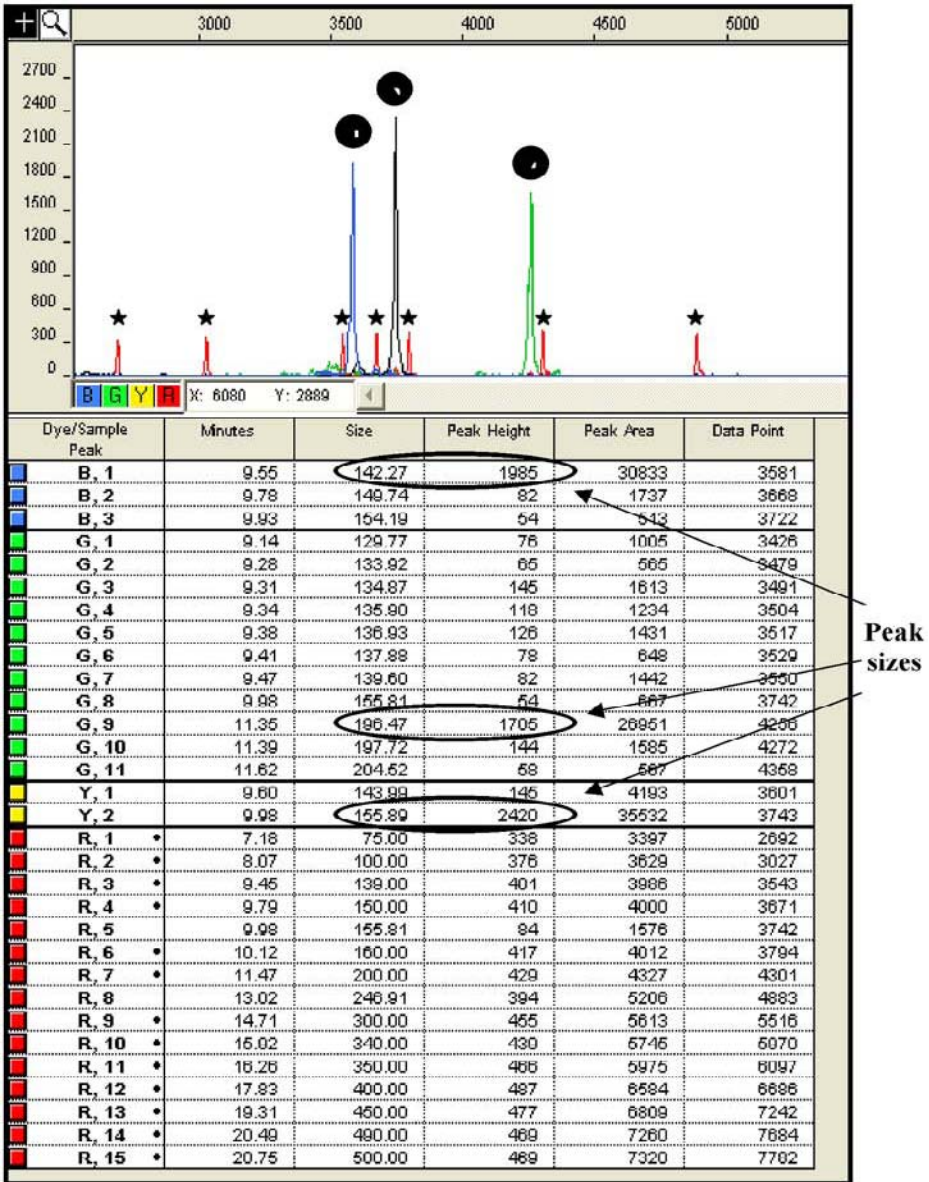 3000 3500 4000 4500 5000
2700
2400
2100
1800
1500
1200
900
600
300
0
B G Y R X: 6080 Y: 2889
Dye/Sample Peak Minutes Size Peak Height Peak Area Data Point
B, 1 9.55 142.27 1985 30833 3581
B, 2 9.78 149.74 82 1737 3668
B, 3 9.93 154.19 54 513 3722
G, 1 9.14 129.77 76 1005 3426
G, 2 9.28 133.92 65 565 3479
G, 3 9.31 134.87 145 1613 3491
G, 4 9.34 135.90 118 1234 3504
G, 5 9.38 136.93 126 1431 3517
G, 6 9.41 137.88 78 648 3529
G, 7 9.47 139.60 82 1442 3550
G, 8 9.98 155.81 54 667 3742
G, 9 11.35 196.47 1705 26951 4256
G, 10 11.39 197.72 144 1585 4272
G, 11 11.62 204.52 58 567 4358
Y, 1 9.60 143.99 145 4193 3601
Y, 2 9.98 155.89 2420 35532 3743
R, 1 7.18 75.00 338 3397 2692
R, 2 8.07 100.00 376 3629 3027
R, 3 9.45 139.00 401 3986 3543
R, 4 9.79 150.00 410 4000 3671
R, 5 9.98 155.81 84 1576 3742
R, 6 10.12 160.00 417 4012 3794
R, 7 11.47 200.00 429 4327 4301
R, 8 13.02 246.91 394 5206 4883
R, 9 14.71 300.00 455 5613 5516
R, 10 340.00 430
R, 11 16.26 350.00 466 5975 6097
R, 12 17.83 400.00 487 6584 6686
R, 13 19.31 450.00 477 6809 7242
R, 14 20.49 490.00 469 7260 7684
R, 15 20.75 500.00 469 7320 7782
Peak
sizes